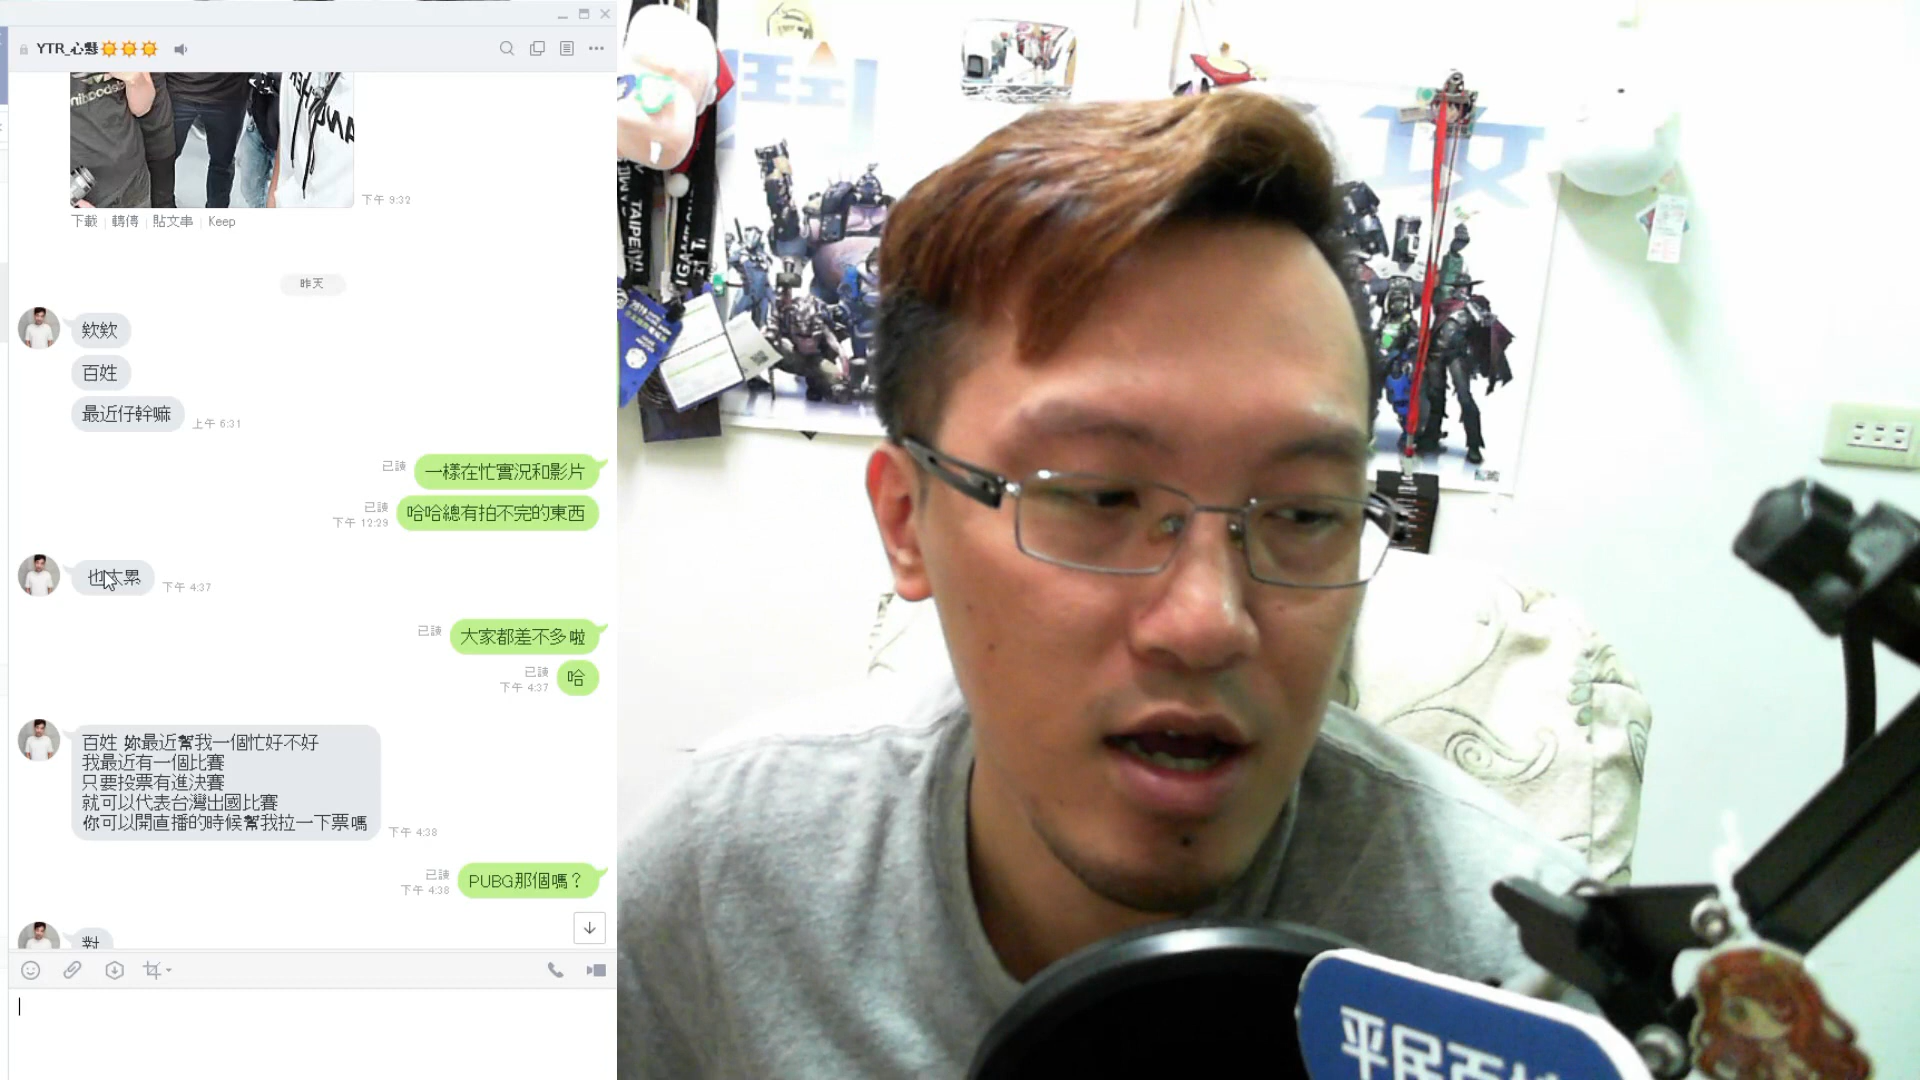 YTR_心懸
下午 9:32
下載 | 轉傳 | 貼文串 | Keep
昨天
欸欸
百姓
最近仔幹嘛
上午 6:31
已讀
一樣在忙實況和影片
已讀
下午 12:29
哈哈總有拍不完的東西
也太累
下午 4:37
已讀
大家都差不多啦
已讀
下午 4:37
哈
百姓 妳最近幫我一個忙好不好
我最近有一個比賽
只要投票有進決賽
就可以代表台灣出國比賽
你可以開直播的時候幫我拉一下票嗎
下午 4:38
已讀
下午 4:38
PUBG那個嗎？
對
TAIPEI
攻
平民百姓